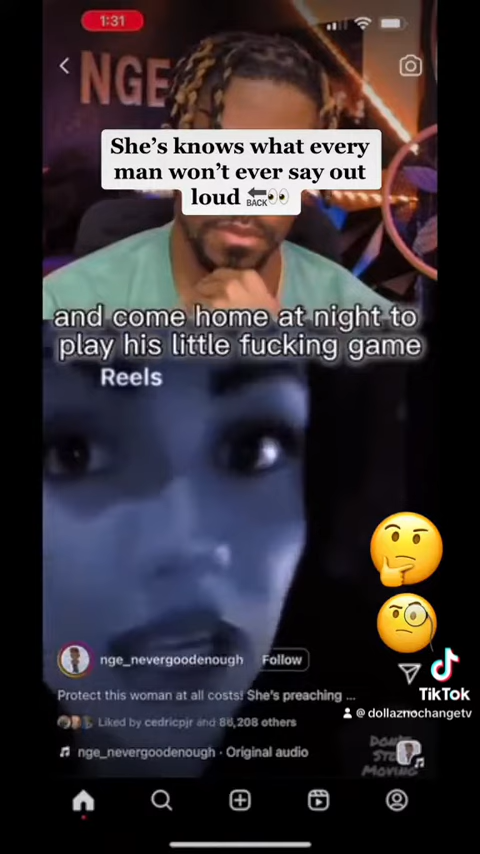 1:31
NGE
She's knows what every
man won't ever say out
loud 🔙👀
BACK
and come home at night to
play his little fucking game
Reels
nge_nevergoodenough Follow
Protect this woman at all costs! She's preaching ...
Liked by cedricpjr and 86,208 others
nge_nevergoodenough · Original audio
TikTok
@dollaznochangetv
MOVING